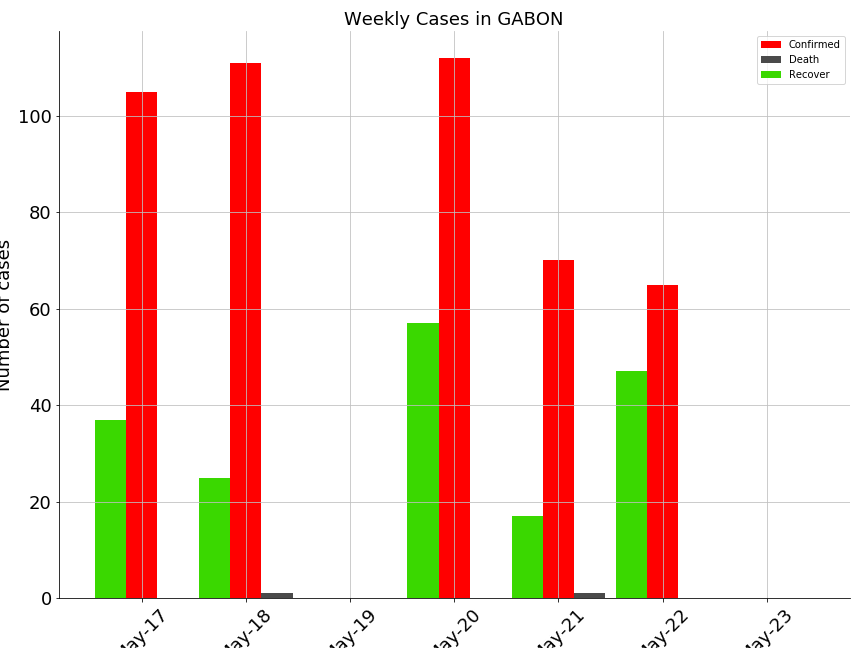 Weekly Cases in GABON
Confirmed
Death
Recover
Number of cases
100
80
60
40
20
0
May-17
May-18
May-19
May-20
May-21
May-22
May-23